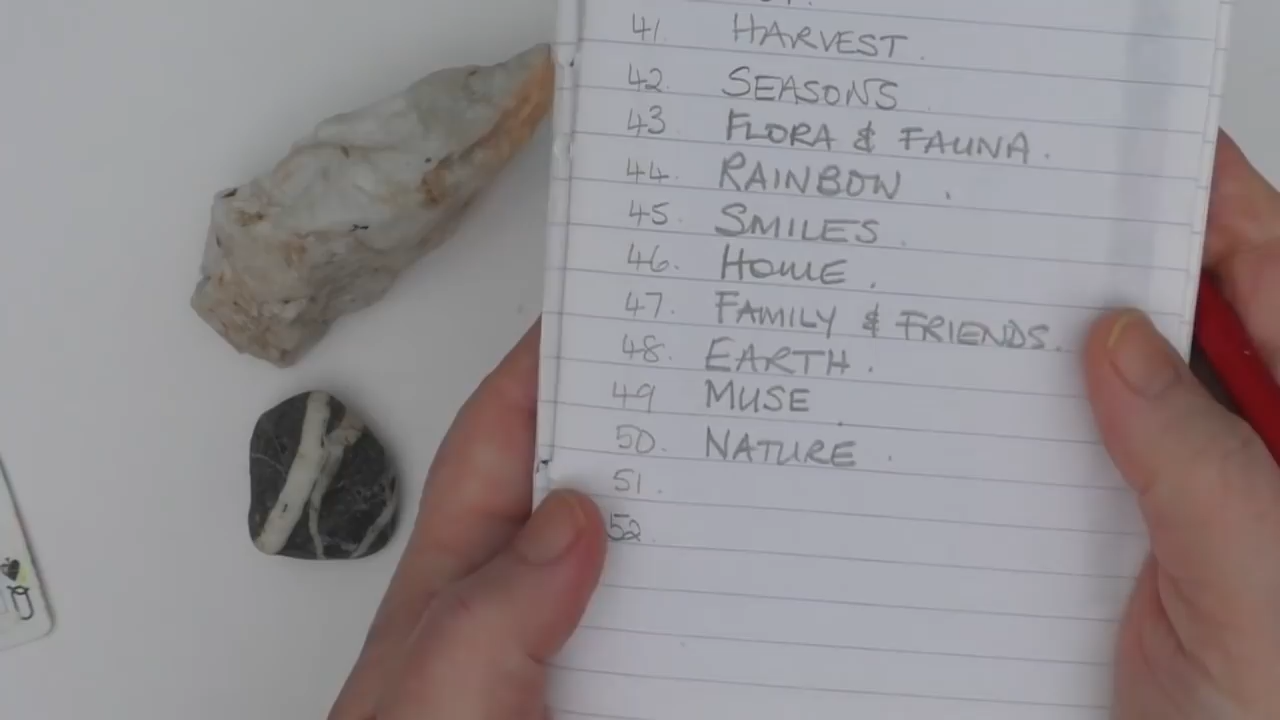 41. HARVEST.
42. SEASONS.
43 FLORA & FAUNA.
44. RAINBOW.
45. SMILES.
46. HOME.
47. FAMILY & FRIENDS.
48. EARTH.
49 MUSE.
50. NATURE.
51.
52
Q